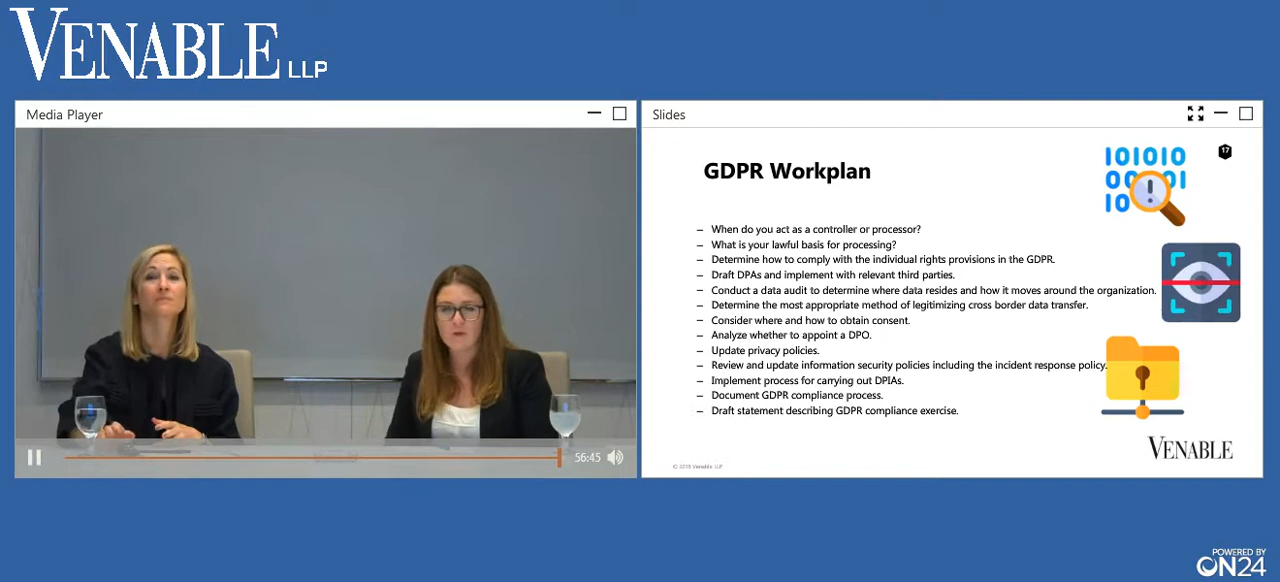 VENABLE LLP
Media Player
56:45
Slides
17
GDPR Workplan
101010
00 01
10
– When do you act as a controller or processor?
– What is your lawful basis for processing?
– Determine how to comply with the individual rights provisions in the GDPR.
– Draft DPAs and implement with relevant third parties.
– Conduct a data audit to determine where data resides and how it moves around the organization.
– Determine the most appropriate method of legitimizing cross border data transfer.
– Consider where and how to obtain consent.
– Analyze whether to appoint a DPO.
– Update privacy policies.
– Review and update information security policies including the incident response policy.
– Implement process for carrying out DPIAs.
– Document GDPR compliance process.
– Draft statement describing GDPR compliance exercise.
VENABLE
Venable LLP
POWERED BY
ON24